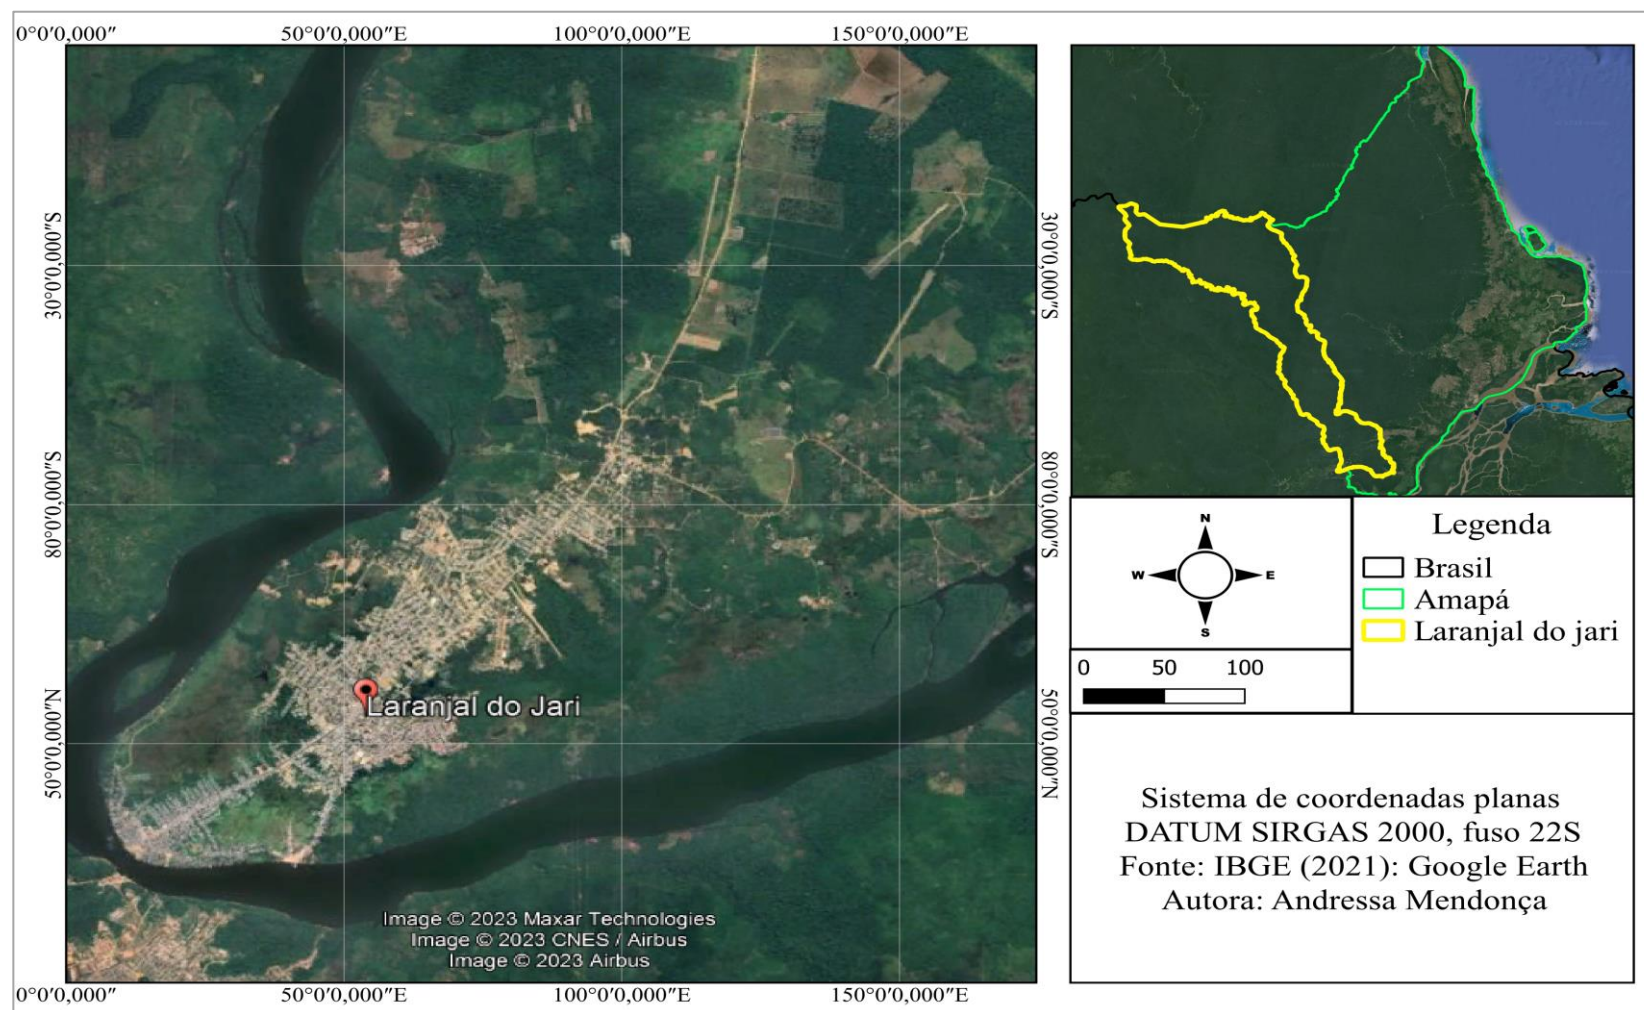 0°0′0,000″
50°0′0,000″E
100°0′0,000″E
150°0′0,000″E
30°0′0,000″S
80°0′0,000″S
50°0′0,000″N
30°0′0,000″S
80°0′0,000″S
50°0′0,000″N
Laranjal do Jari
Image © 2023 Maxar Technologies
Image © 2023 CNES / Airbus
Image © 2023 Airbus
0°0′0,000″
50°0′0,000″E
100°0′0,000″E
150°0′0,000″E
N
W E
S
0 50 100
Legenda
Brasil
Amapá
Laranjal do jari
Sistema de coordenadas planas
DATUM SIRGAS 2000, fuso 22S
Fonte: IBGE (2021): Google Earth
Autora: Andressa Mendonça